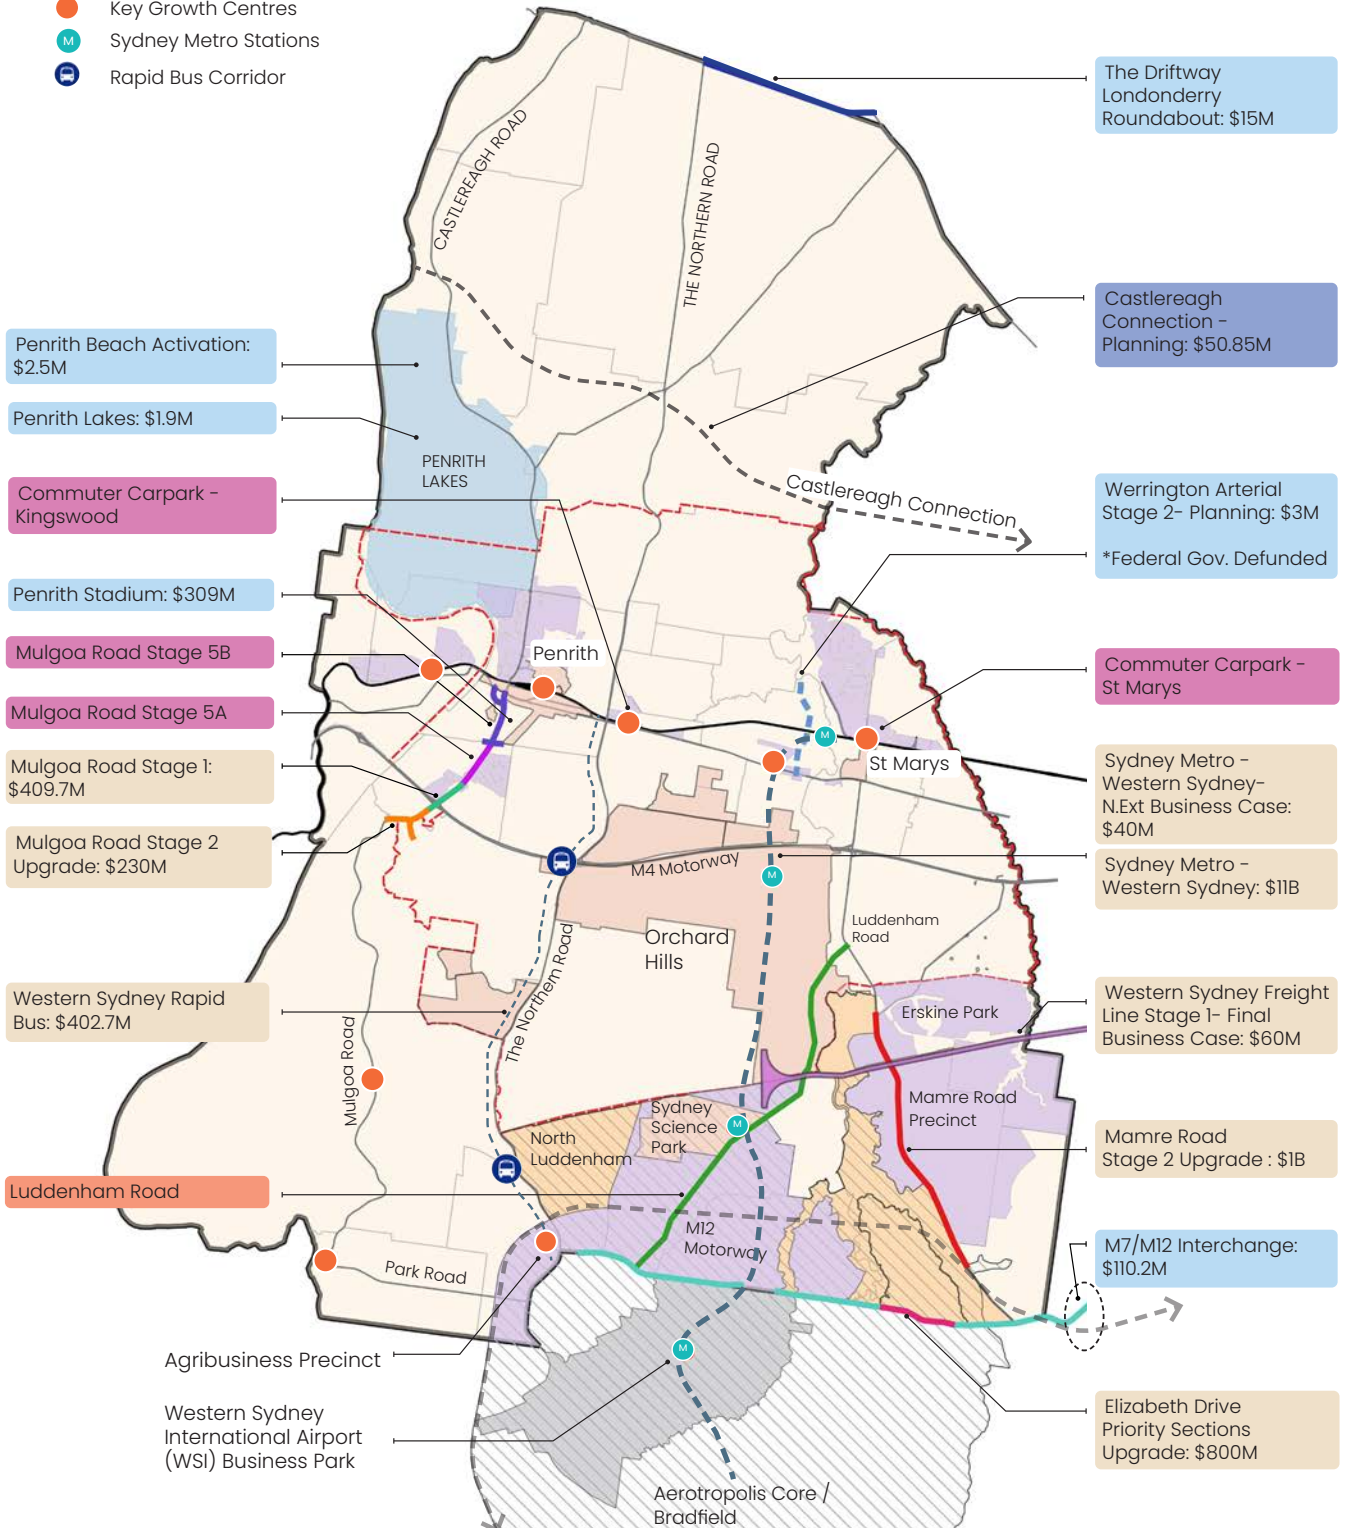 Key Growth Centres
M
Sydney Metro Stations
Rapid Bus Corridor
The Driftway
Londonderry
Roundabout: $15M
CASTLEREAGH ROAD
THE NORTHERN ROAD
Castlereagh
Connection -
Planning: $50.85M
Penrith Beach Activation:
$2.5M
Penrith Lakes: $1.9M
PENRITH
LAKES
Commuter Carpark -
Kingswood
Castlereagh Connection
Werrington Arterial
Stage 2- Planning: $3M
*Federal Gov. Defunded
Penrith Stadium: $309M
Mulgoa Road Stage 5B
Penrith
Commuter Carpark -
St Marys
Mulgoa Road Stage 5A
M
St Marys
Mulgoa Road Stage 1:
$409.7M
Sydney Metro -
Western Sydney-
N.Ext Business Case:
$40M
Mulgoa Road Stage 2
Upgrade: $230M
M4 Motorway
M
Sydney Metro -
Western Sydney: $11B
Luddenham
Road
Orchard
Hills
The Northern Road
Western Sydney Rapid
Bus: $402.7M
Mulgoa Road
Erskine Park
Western Sydney Freight
Line Stage 1- Final
Business Case: $60M
Mamre Road
Precinct
Sydney
Science
Park
M
North
Luddenham
Mamre Road
Stage 2 Upgrade : $1B
Luddenham Road
M12
Motorway
M7/M12 Interchange:
$110.2M
Park Road
Agribusiness Precinct
M
Western Sydney
International Airport
(WSI) Business Park
Elizabeth Drive
Priority Sections
Upgrade: $800M
Aerotropolis Core /
Bradfield